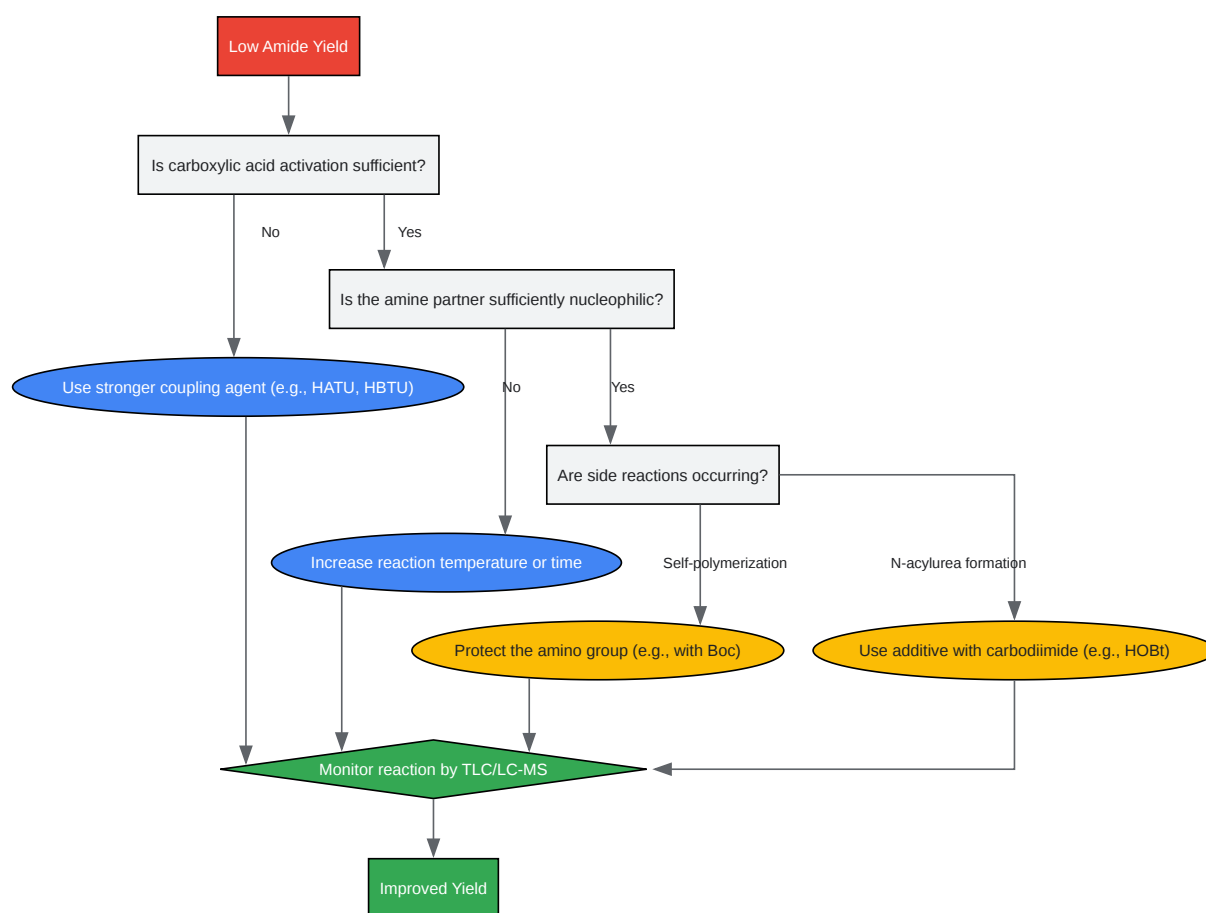 Low Amide Yield
Is carboxylic acid activation sufficient?
No
Yes
Is the amine partner sufficiently nucleophilic?
Use stronger coupling agent (e.g., HATU, HBTU)
No
Yes
Are side reactions occurring?
Increase reaction temperature or time
Self-polymerization
N-acylurea formation
Protect the amino group (e.g., with Boc)
Use additive with carbodiimide (e.g., HOBt)
Monitor reaction by TLC/LC-MS
Improved Yield